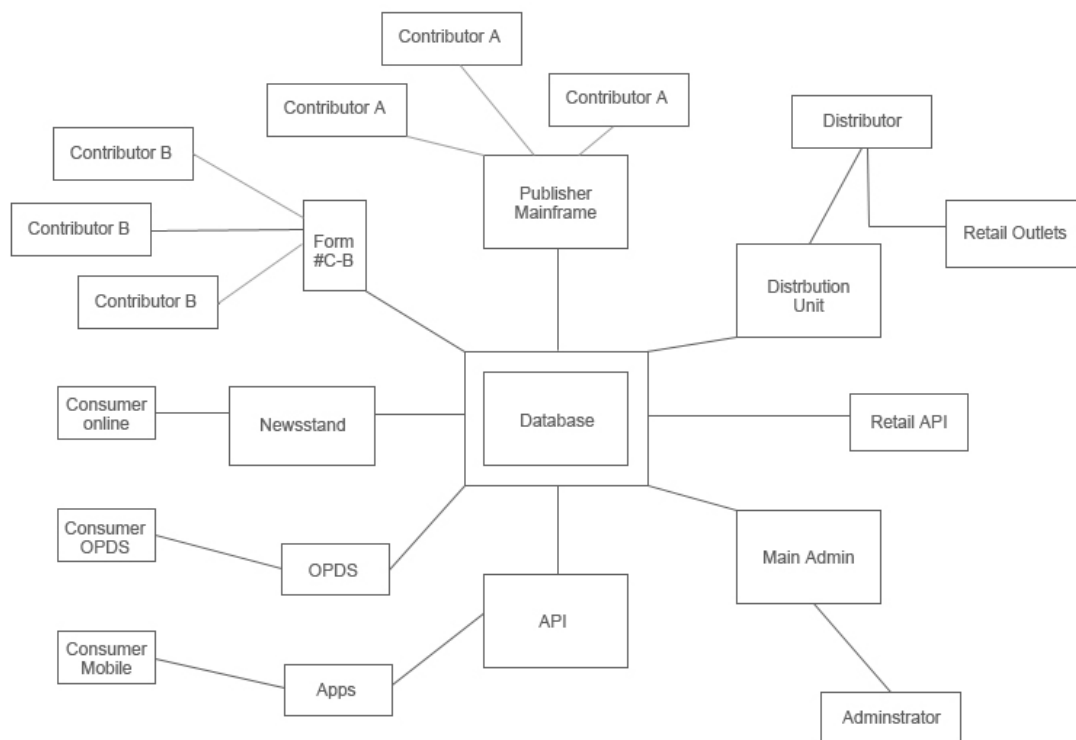 Contributor A
Contributor A
Contributor A
Distributor
Contributor B
Publisher
Mainframe
Contributor B
Form
#C-B
Retail Outlets
Contributor B
Distrbution
Unit
Consumer
online
Newsstand
Database
Retail API
Consumer
OPDS
OPDS
Main Admin
API
Consumer
Mobile
Apps
Adminstrator